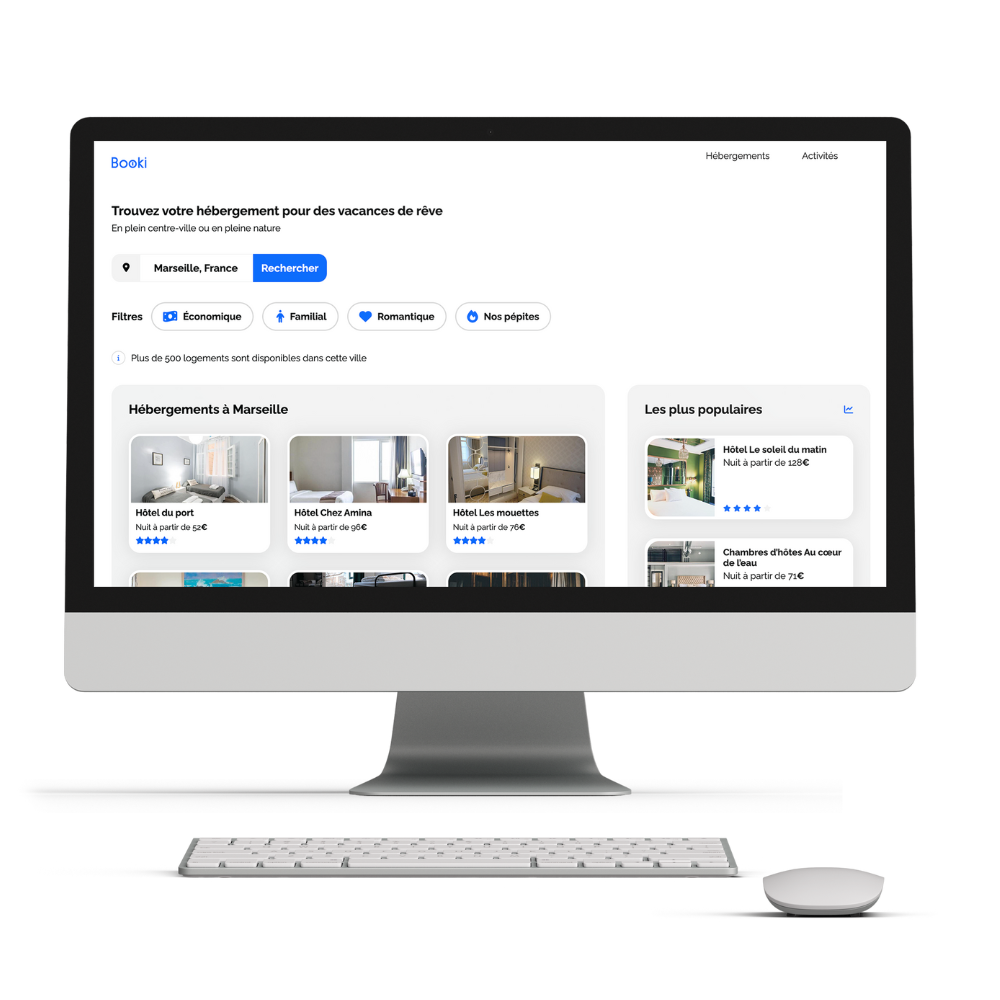 Booki
Hébergements
Activités
Trouvez votre hébergement pour des vacances de rêve
En plein centre-ville ou en pleine nature
Marseille, France
Rechercher
Filtres
Économique
Familial
Romantique
Nos pépites
Plus de 500 logements sont disponibles dans cette ville
Hébergements à Marseille
Hôtel du port
Nuit à partir de 52€
Hôtel Chez Amina
Nuit à partir de 96€
Hôtel Les mouettes
Nuit à partir de 76€
Les plus populaires
Hôtel Le soleil du matin
Nuit à partir de 128€
Chambres d'hôtes Au cœur
de l'eau
Nuit à partir de 71€